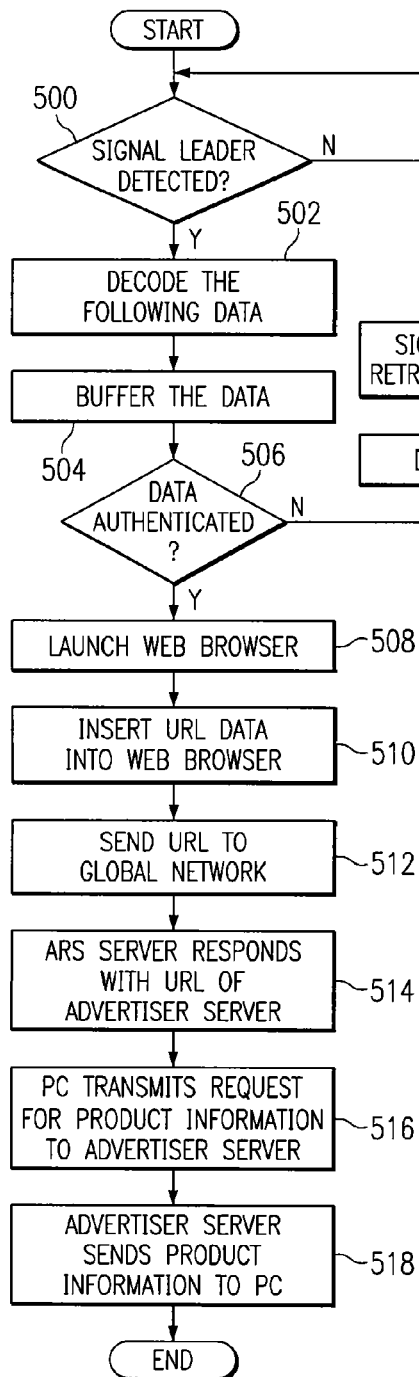 START
500
SIGNAL LEADER
DETECTED?
N
Y
502
DECODE THE
FOLLOWING DATA
BUFFER THE DATA
504
506
DATA
AUTHENTICATED
?
N
Y
LAUNCH WEB BROWSER
508
INSERT URL DATA
INTO WEB BROWSER
510
SEND URL TO
GLOBAL NETWORK
512
ARS SERVER RESPONDS
WITH URL OF
ADVERTISER SERVER
514
PC TRANSMITS REQUEST
FOR PRODUCT INFORMATION
TO ADVERTISER SERVER
516
ADVERTISER SERVER
SENDS PRODUCT
INFORMATION TO PC
518
END